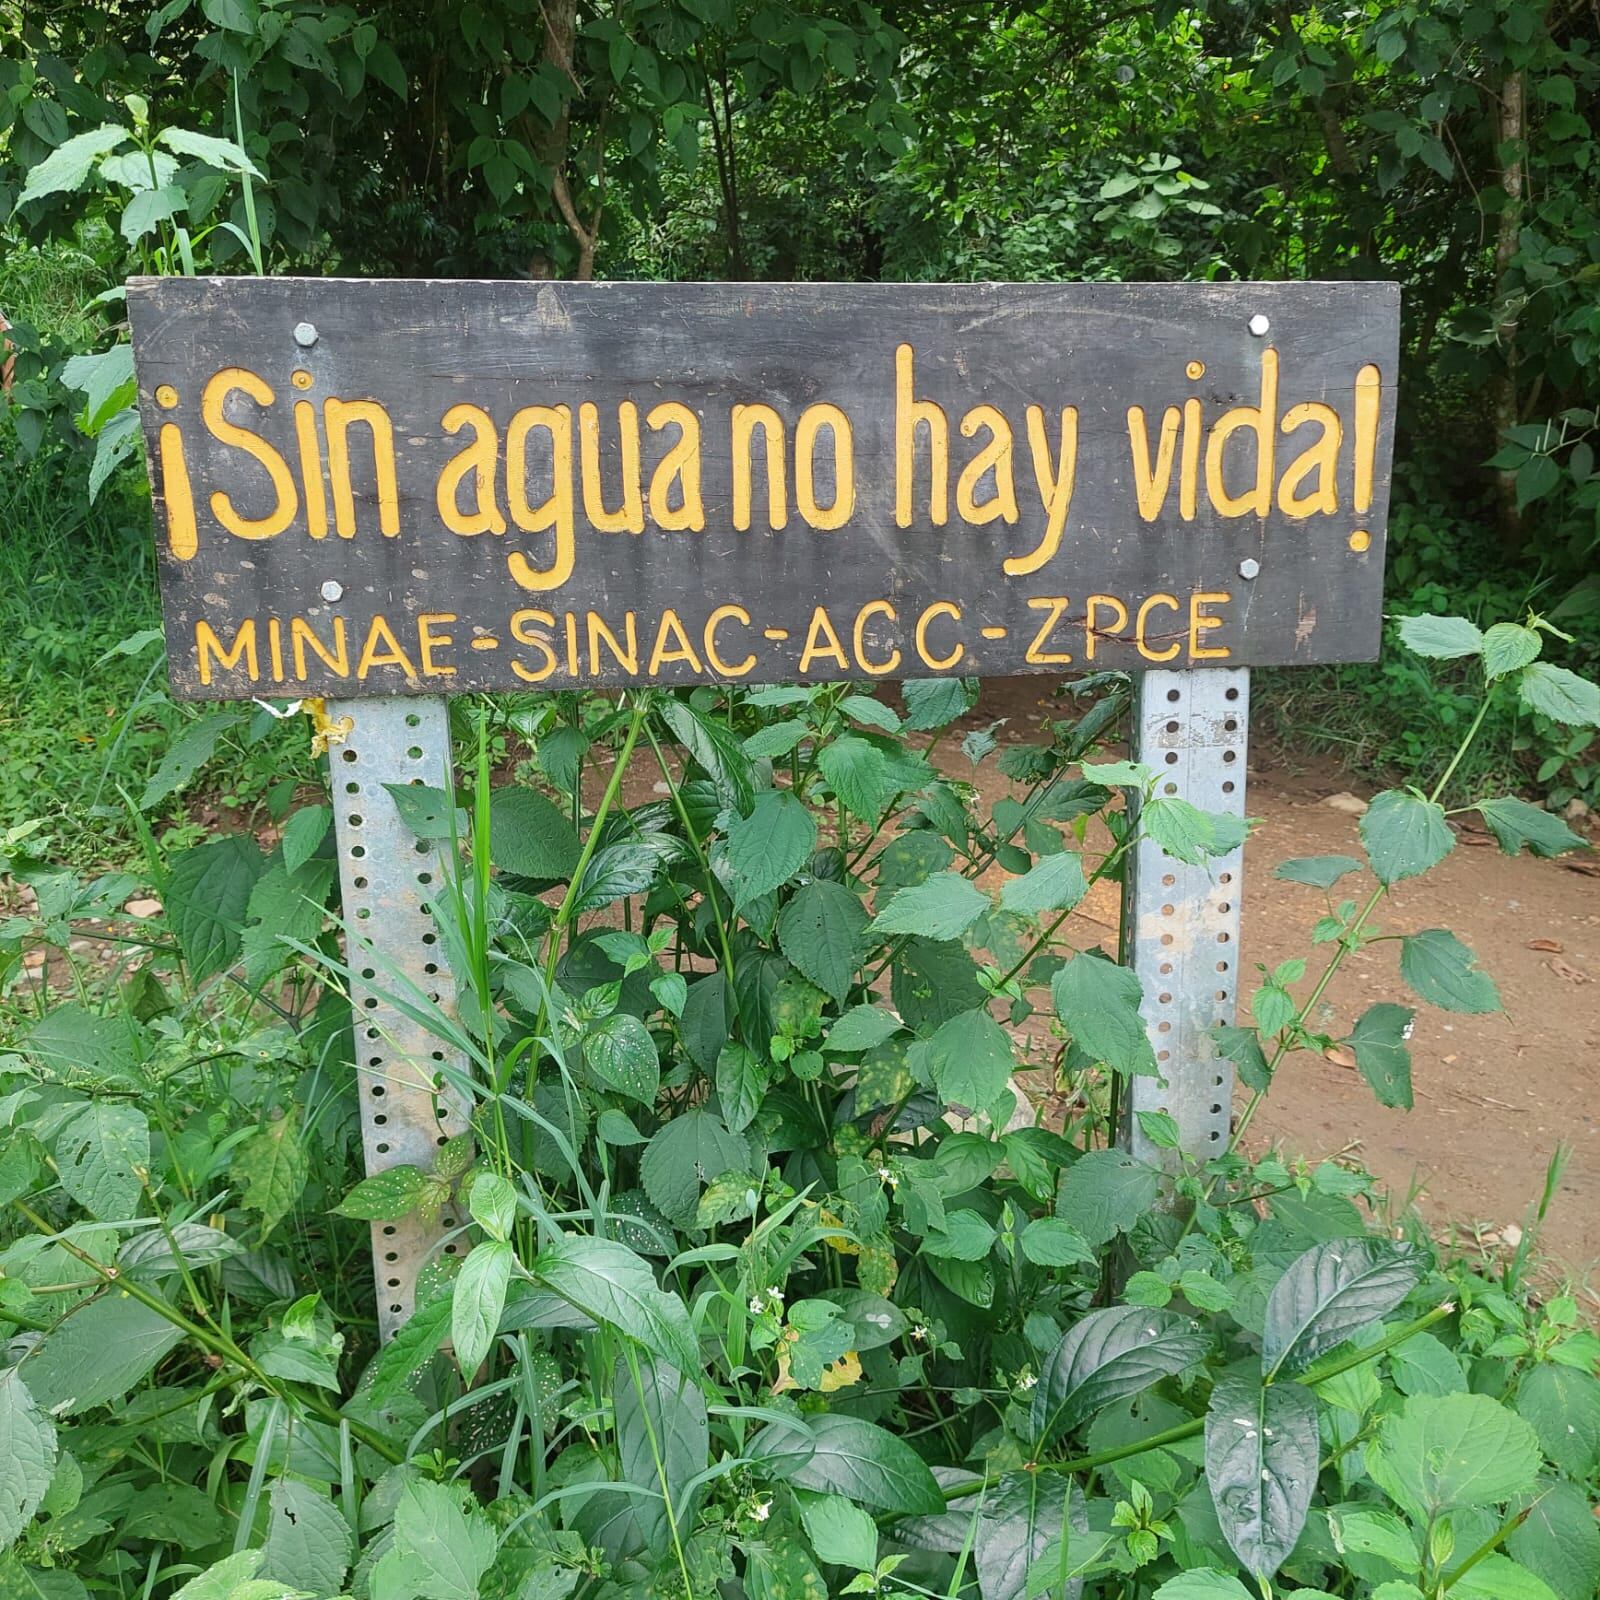 ¡Sin agua no hay vida!
MINAE-SINAC-ACC-ZPCE